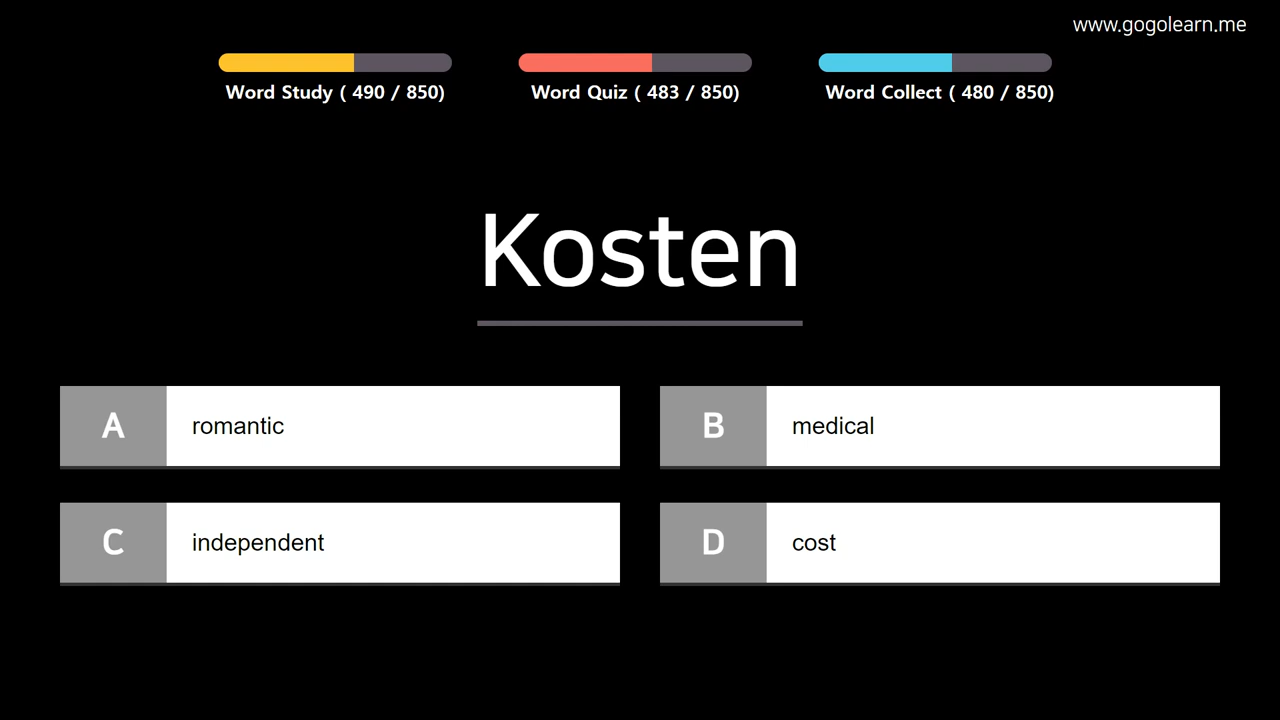 www.gogolearn.me
Word Study ( 490 / 850)
Word Quiz ( 483 / 850)
Word Collect ( 480 / 850)
Kosten
A romantic
B medical
C independent
D cost